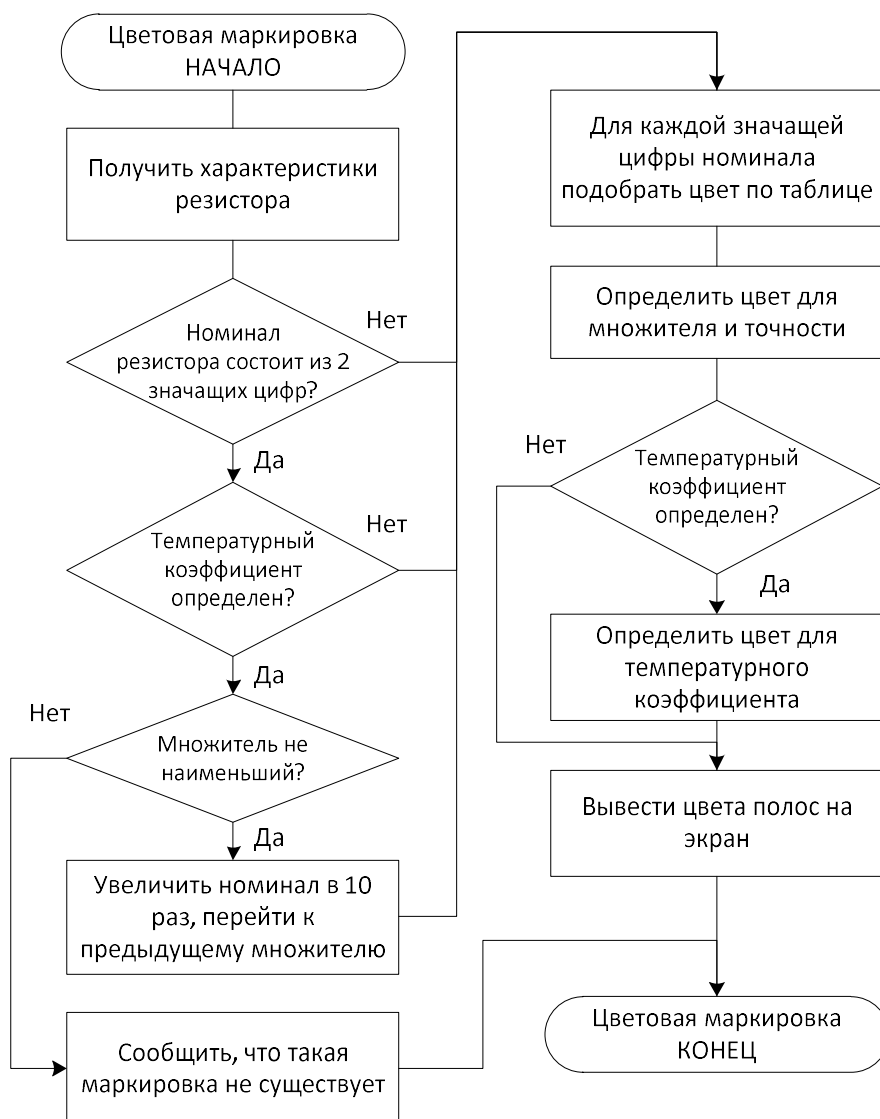 Цветовая маркировка
НАЧАЛО
Получить характеристики
резистора
Номинал
резистора состоит из 2
значащих цифр?
Нет
Да
Температурный
коэффициент
определен?
Нет
Да
Множитель не
наименьший?
Нет
Да
Увеличить номинал в 10
раз, перейти к
предыдущему множителю
Сообщить, что такая
маркировка не существует
Для каждой значащей
цифры номинала
подобрать цвет по таблице
Определить цвет для
множителя и точности
Температурный
коэффициент
определен?
Нет
Да
Определить цвет для
температурного
коэффициента
Вывести цвета полос на
экран
Цветовая маркировка
КОНЕЦ